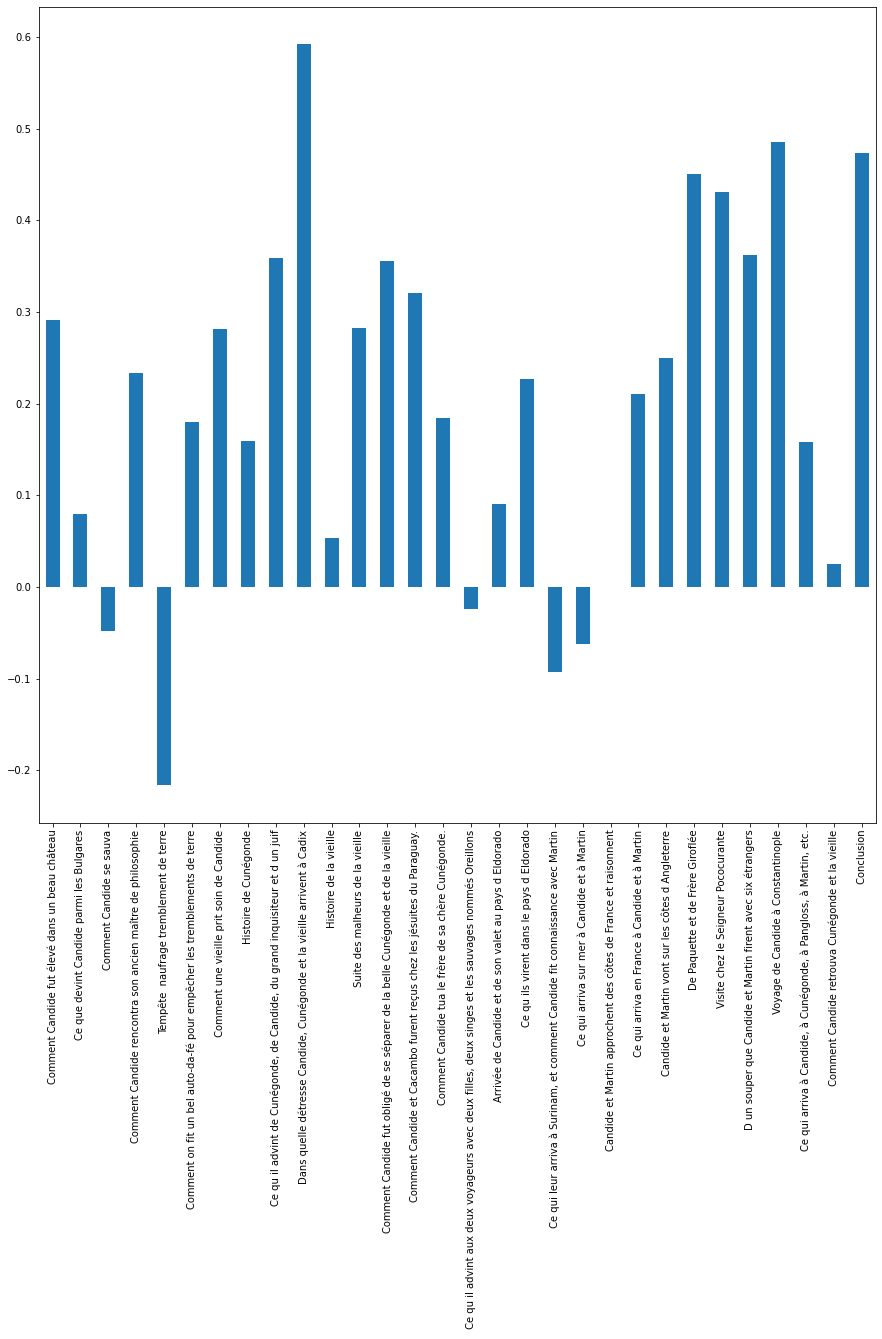 0.6
0.5
0.4
0.3
0.2
0.1
0.0
−0.1
−0.2
Comment Candide fut élevé dans un beau château
Ce que devint Candide parmi les Bulgares
Comment Candide se sauva
Comment Candide rencontra son ancien maître de philosophie
Tempête  naufrage tremblement de terre
Comment on fit un bel auto-da-fé pour empêcher les tremblements de terre
Comment une vieille prit soin de Candide
Histoire de Cunégonde
Ce qu il advint de Cunégonde, de Candide, du grand inquisiteur et d un juif
Dans quelle détresse Candide, Cunégonde et la vieille arrivent à Cadix
Histoire de la vieille
Suite des malheurs de la vieille
Comment Candide fut obligé de se séparer de la belle Cunégonde et de la vieille
Comment Candide et Cacambo furent reçus chez les jésuites du Paraguay.
Comment Candide tua le frère de sa chère Cunégonde.
Ce qu il advint aux deux voyageurs avec deux filles, deux singes et les sauvages nommés Oreillons
Arrivée de Candide et de son valet au pays d Eldorado
Ce qu ils virent dans le pays d Eldorado
Ce qui leur arriva à Surinam, et comment Candide fit connaissance avec Martin
Ce qui arriva sur mer à Candide et à Martin
Candide et Martin approchent des côtes de France et raisonnent
Ce qui arriva en France à Candide et à Martin
Candide et Martin vont sur les côtes d Angleterre
De Paquette et de Frère Giroflée
Visite chez le Seigneur Pococurante
D un souper que Candide et Martin firent avec six étrangers
Voyage de Candide à Constantinople
Ce qui arriva à Candide, à Cunégonde, à Pangloss, à Martin, etc.
Comment Candide retrouva Cunégonde et la vieille
Conclusion